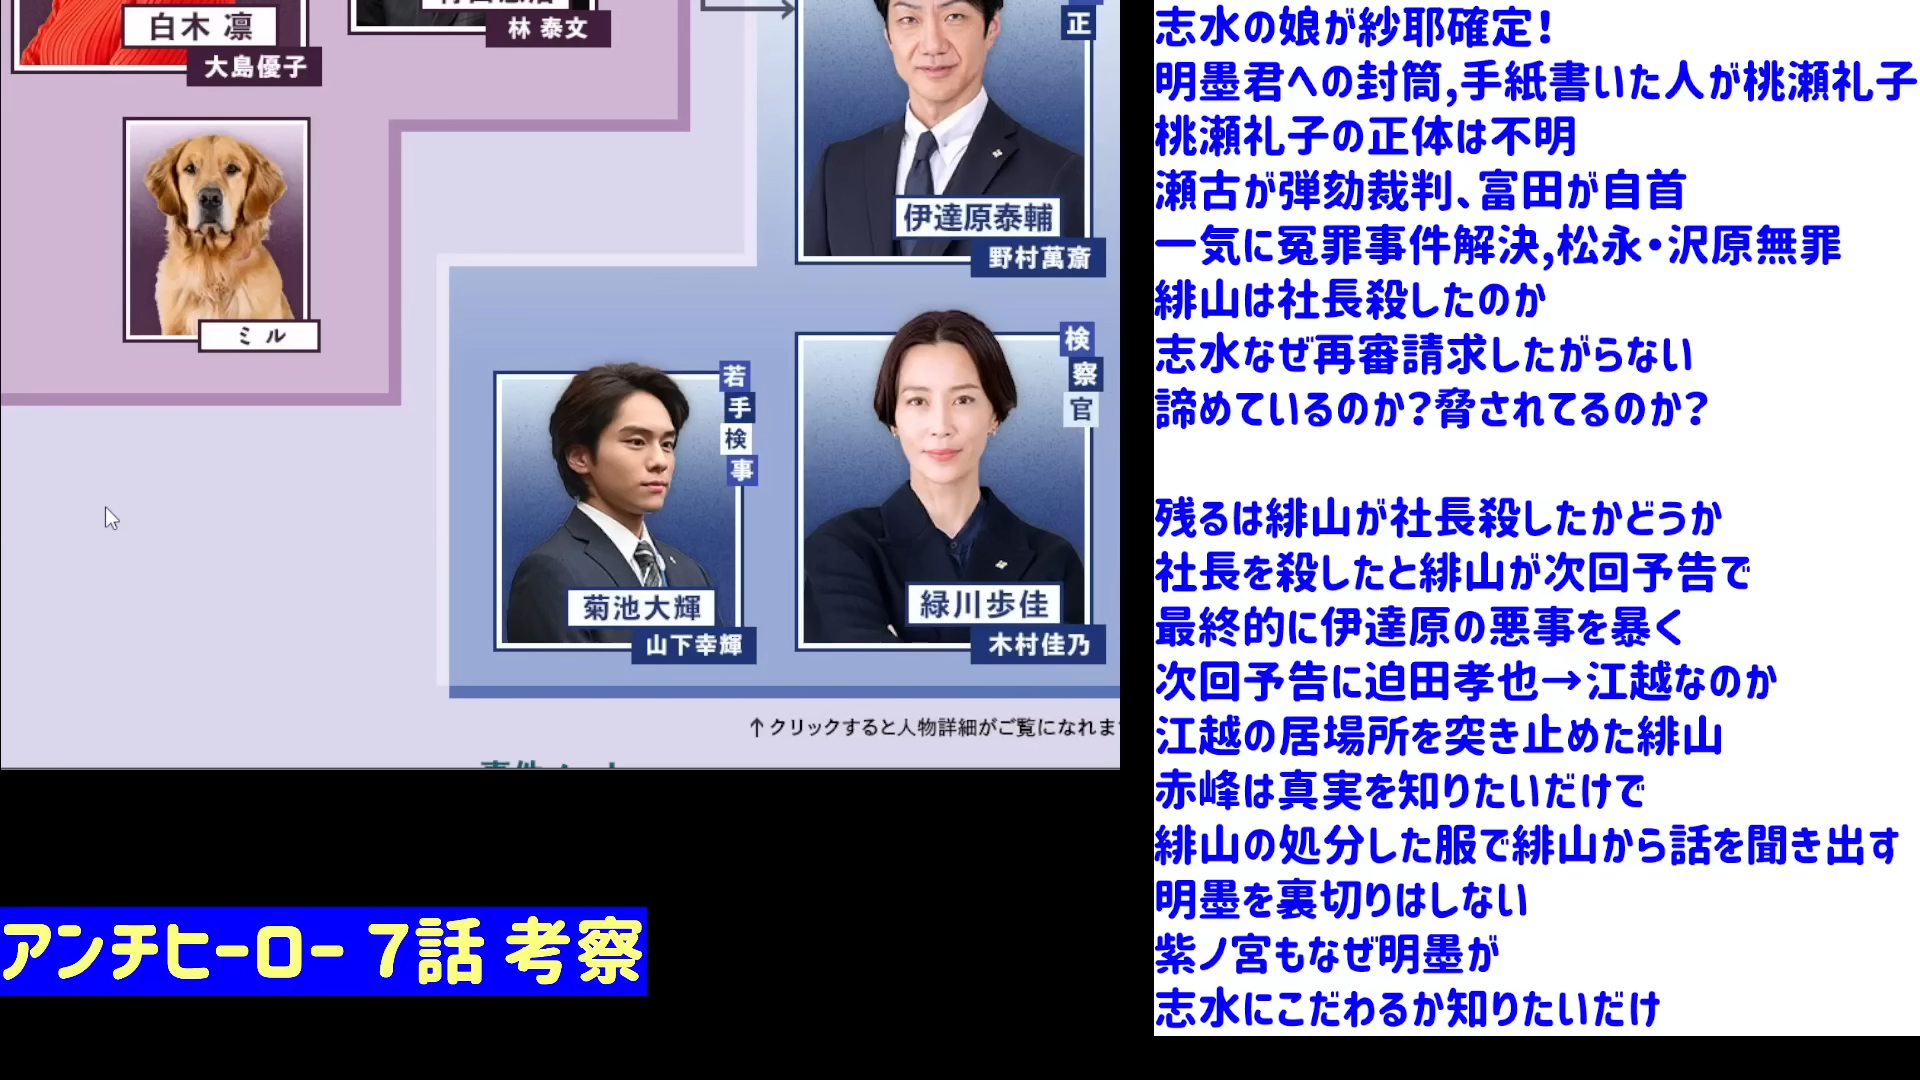 白木 凛
大島優子
林 泰文
ミル
正
伊達原泰輔
野村萬斎
若手検事
菊池大輝
山下幸輝
検察官
緑川歩佳
木村佳乃
↑クリックすると人物詳細がご覧になれま
アンチヒーロー 7話 考察
志水の娘が紗耶確定!
明墨君への封筒,手紙書いた人が桃瀬礼子
桃瀬礼子の正体は不明
瀬古が弾劾裁判、富田が自首
一気に冤罪事件解決,松永・沢原無罪
緋山は社長殺したのか
志水なぜ再審請求したがらない
諦めているのか?脅されてるのか?
残るは緋山が社長殺したかどうか
社長を殺したと緋山が次回予告で
最終的に伊達原の悪事を暴く
次回予告に迫田孝也→江越なのか
江越の居場所を突き止めた緋山
赤峰は真実を知りたいだけで
緋山の処分した服で緋山から話を聞き出す
明墨を裏切りはしない
紫ノ宮もなぜ明墨が
志水にこだわるか知りたいだけ